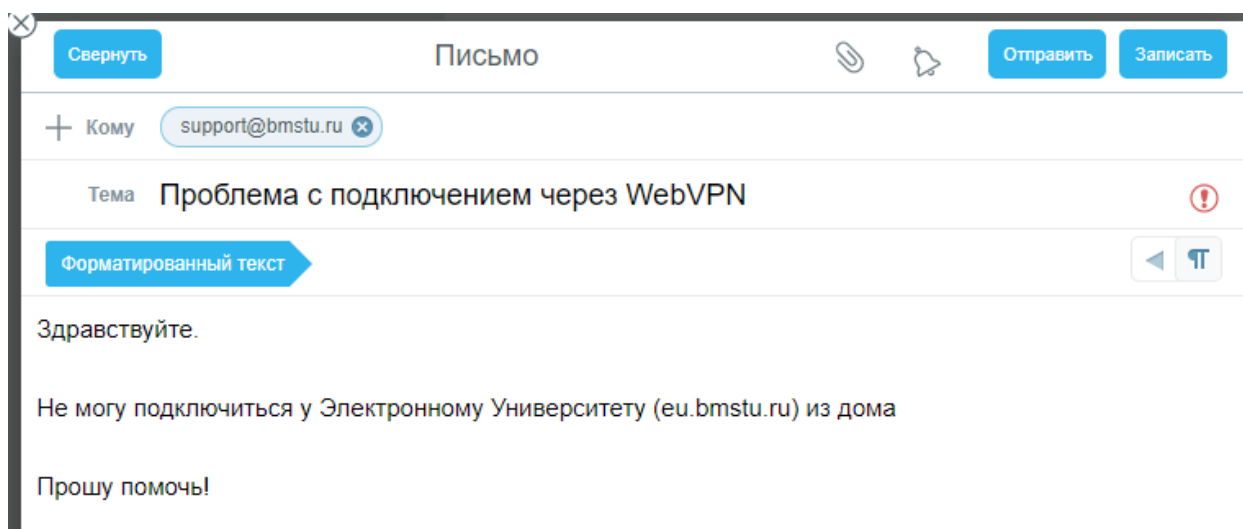 Свернуть Письмо Отправить Записать
Кому support@bmstu.ru
Тема Проблема с подключением через WebVPN
Форматированный текст
Здравствуйте.
Не могу подключиться у Электронному Университету (eu.bmstu.ru) из дома
Прошу помочь!